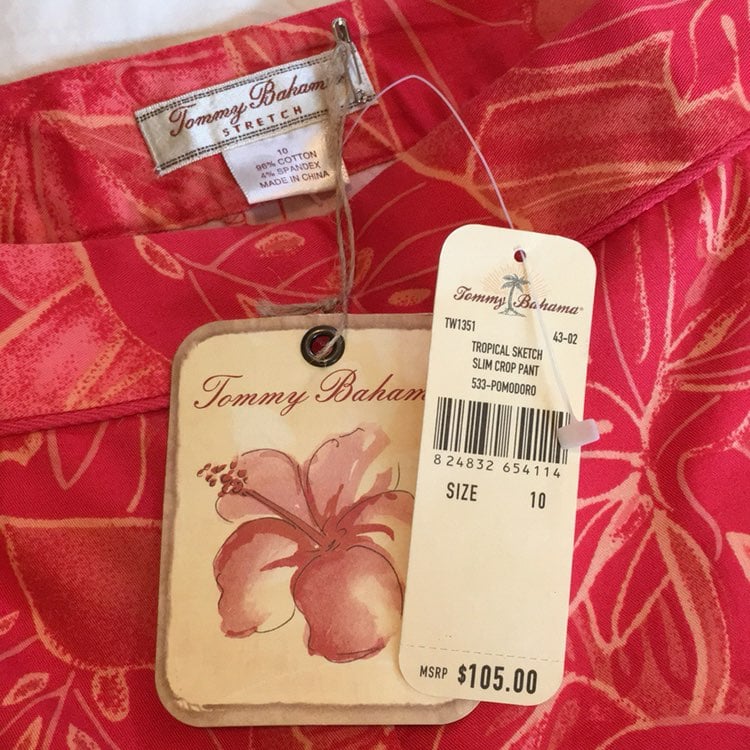 Tommy Baham
STRETCH
10
96% COTTON
4% SPANDEX
MADE IN CHINA
Tommy Baham
Tommy Bahama®
TW1351 43-02
TROPICAL SKETCH
SLIM CROP PANT
533-POMODORO
8 24832 654114
SIZE 10
MSRP $105.00